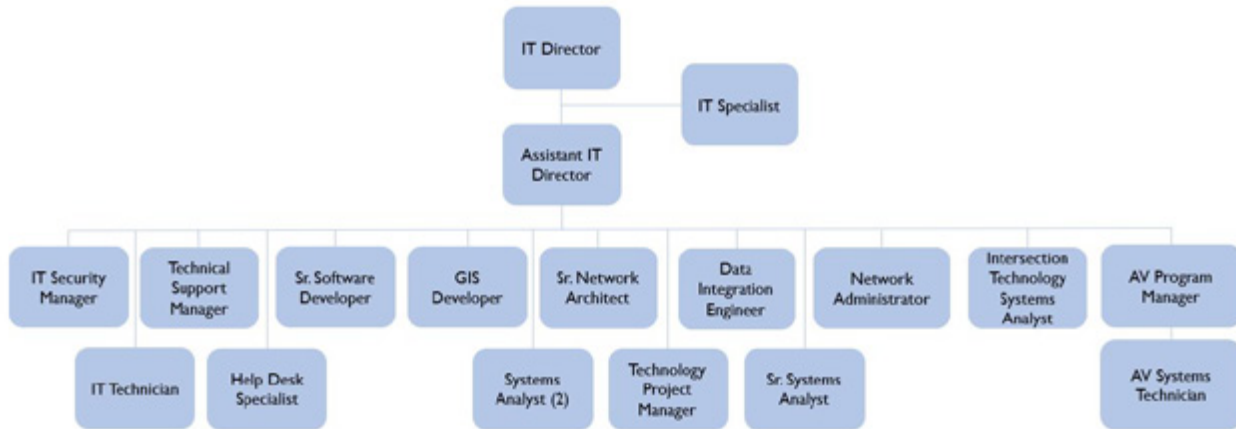 IT Director
IT Specialist
Assistant IT
Director
IT Security
Manager
Technical
Support
Manager
Sr. Software
Developer
GIS
Developer
Sr. Network
Architect
Data
Integration
Engineer
Network
Administrator
Intersection
Technology
Systems
Analyst
AV Program
Manager
IT Technician
Help Desk
Specialist
Systems
Analyst (2)
Technology
Project
Manager
Sr. Systems
Analyst
AV Systems
Technician